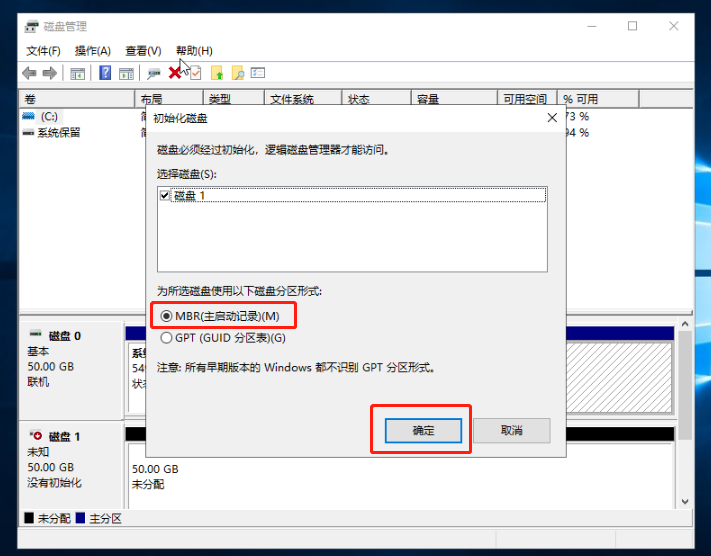 磁盘管理
文件(F) 操作(A) 查看(V) 帮助(H)
卷 布局 类型 文件系统 状态 容量 可用空间 % 可用
(C:) 73 %
系统保留 94 %
初始化磁盘
磁盘必须经过初始化，逻辑磁盘管理器才能访问。
选择磁盘(S):
磁盘 1
为所选磁盘使用以下磁盘分区形式:
MBR(主启动记录)(M)
GPT (GUID 分区表)(G)
注意: 所有早期版本的 Windows 都不识别 GPT 分区形式。
确定 取消
磁盘 0
基本
50.00 GB
联机
磁盘 1
未知
50.00 GB
没有初始化
50.00 GB
未分配
未分配 主分区